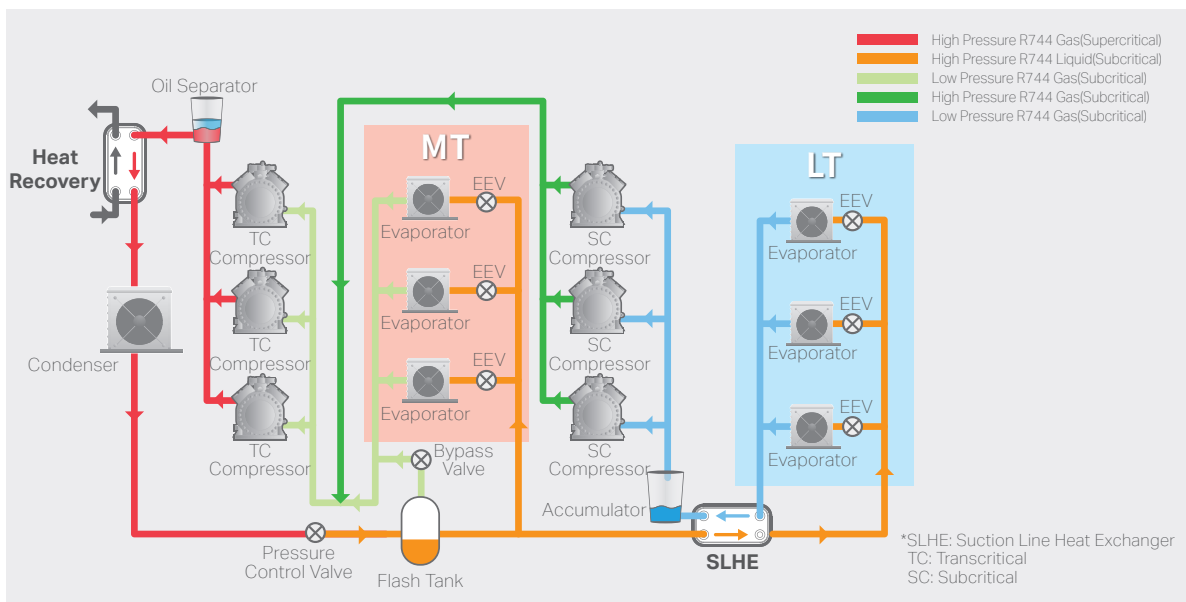 High Pressure R744 Gas(Supercritical)
High Pressure R744 Liquid(Subcritical)
Low Pressure R744 Gas(Subcritical)
High Pressure R744 Gas(Subcritical)
Low Pressure R744 Gas(Subcritical)
Oil Separator
Heat
Recovery
Condenser
TC
Compressor
TC
Compressor
TC
Compressor
MT
EEV
Evaporator
EEV
Evaporator
EEV
Evaporator
Bypass
Valve
SC
Compressor
SC
Compressor
SC
Compressor
LT
EEV
Evaporator
EEV
Evaporator
EEV
Evaporator
Accumulator
SLHE
Pressure
Control Valve
Flash Tank
*SLHE: Suction Line Heat Exchanger
TC: Transcritical
SC: Subcritical